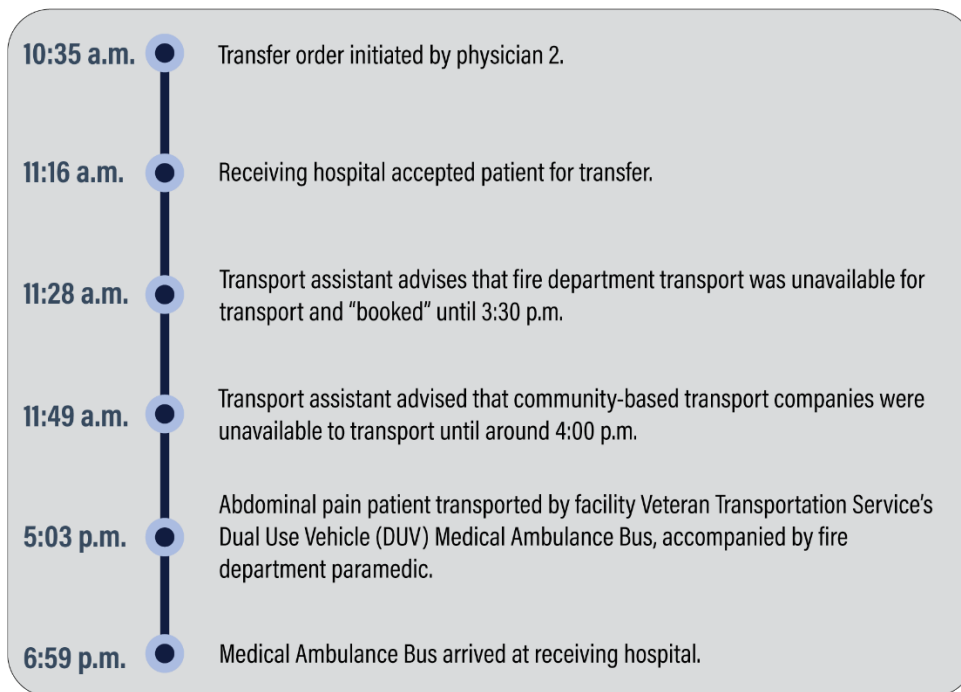 10:35 a.m. Transfer order initiated by physician 2.
11:16 a.m. Receiving hospital accepted patient for transfer.
11:28 a.m. Transport assistant advises that fire department transport was unavailable for
transport and “booked” until 3:30 p.m.
11:49 a.m. Transport assistant advised that community-based transport companies were
unavailable to transport until around 4:00 p.m.
5:03 p.m. Abdominal pain patient transported by facility Veteran Transportation Service’s
Dual Use Vehicle (DUV) Medical Ambulance Bus, accompanied by fire
department paramedic.
6:59 p.m. Medical Ambulance Bus arrived at receiving hospital.